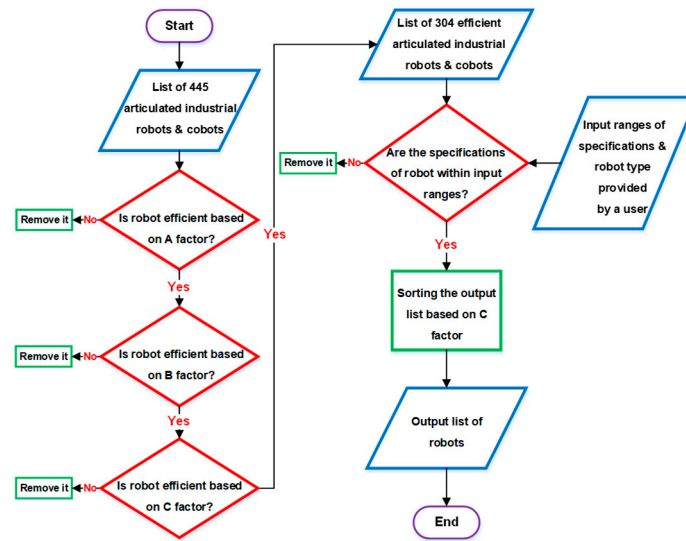 Start
List of 445
articulated industrial
robots & cobots
Is robot efficient based
on A factor?
No
Remove it
Yes
Is robot efficient based
on B factor?
No
Remove it
Yes
Is robot efficient based
on C factor?
No
Remove it
Yes
List of 304 efficient
articulated industrial
robots & cobots
Are the specifications
of robot within input
ranges?
No
Remove it
Input ranges of
specifications &
robot type
provided
by a user
Yes
Sorting the output
list based on C
factor
Output list of
robots
End